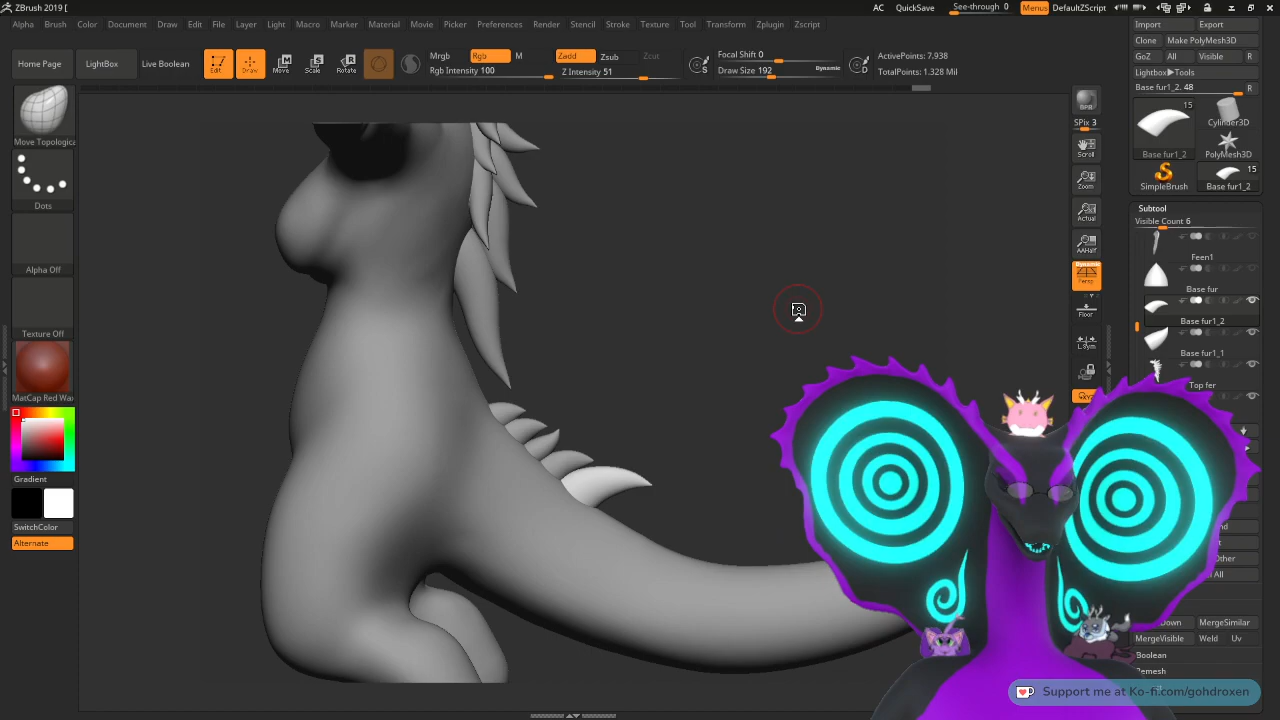 ZBrush 2019 [
AC QuickSave See-through 0 Menus DefaultZScript
Alpha Brush Color Document Draw Edit File Layer Light Macro Marker Material Movie Picker Preferences Render Stencil Stroke Texture Tool Transform Zplugin Zscript
Home Page LightBox Live Boolean Edit Draw Move Scale Rotate
Mrgb Rgb M
Rgb Intensity 100
Zadd Zsub Zcut
Z Intensity 51
Focal Shift 0
Draw Size 192 Dynamic
ActivePoints: 7.938
TotalPoints: 1.328 Mil
Import Export
Clone Make PolyMesh3D
GoZ All Visible R
Lightbox▶Tools
Base fur1_2. 48 R
15
Cylinder3D
Base fur1_2 PolyMesh3D
15
SimpleBrush Base fur1_2
Subtool
Visible Count 6
Feen1
Base fur
Base fur1_2
Base fur1_1
Top fer
Move Topologica
Dots
Alpha Off
Texture Off
MatCap Red Wax
Gradient
SwitchColor
Alternate
BPR
SPix 3
Scroll
Zoom
Actual
AAHalf
Dynamic
Persp
Floor
L.Sym
MergeSimilar
MergeVisible Weld Uv
Boolean
Remesh
Support me at Ko-fi.com/gohdroxen